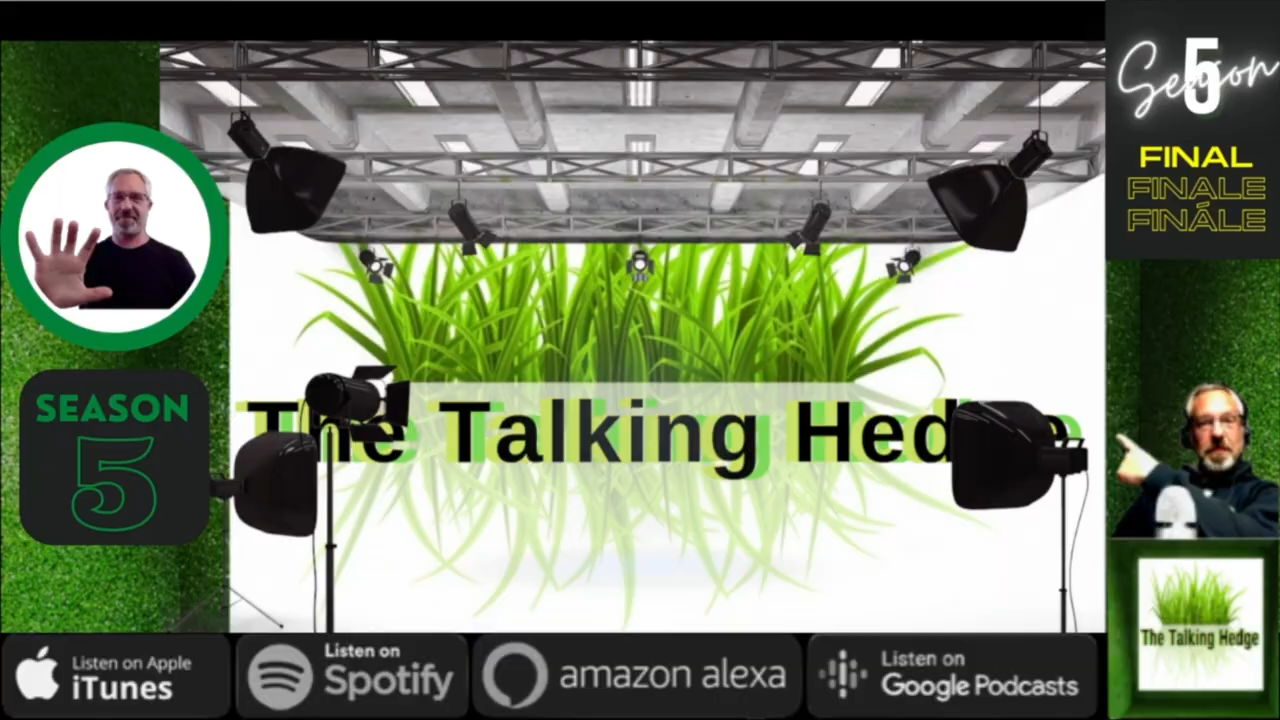 Season
5
FINAL
FINALE
FINÁLE
SEASON
5
The Talking Hedge
The Talking Hedge
Listen on Apple
iTunes
Listen on
Spotify
amazon alexa
Listen on
Google Podcasts